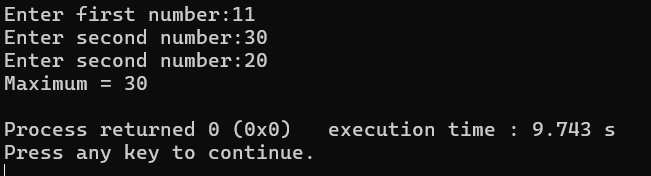 Enter first number:11
Enter second number:30
Enter second number:20
Maximum = 30
Process returned 0 (0x0)   execution time : 9.743 s
Press any key to continue.